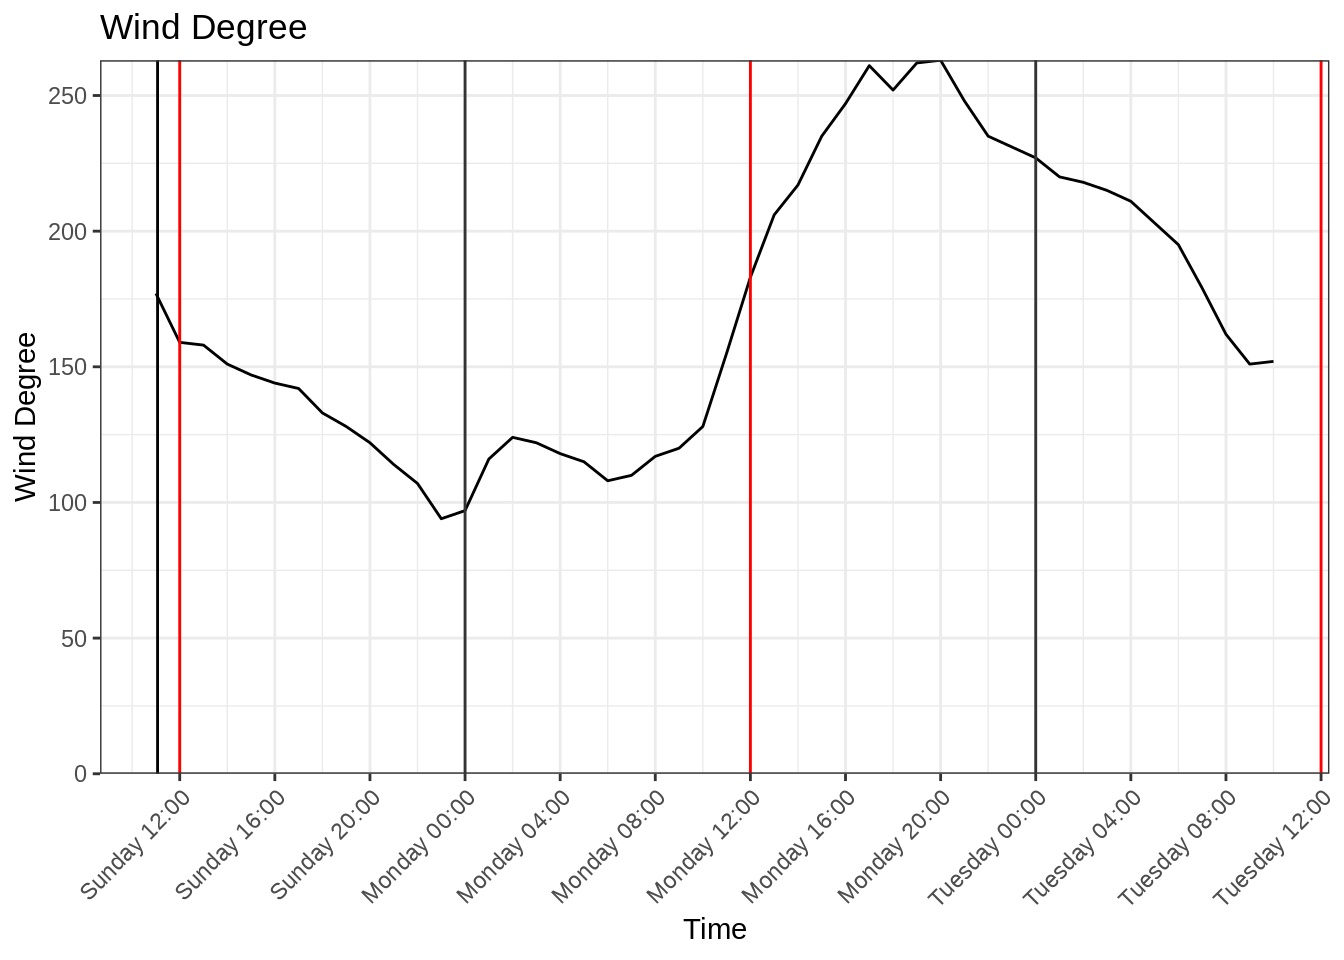 Wind Degree
Wind Degree
250
200
150
100
50
0
Sunday 12:00
Sunday 16:00
Sunday 20:00
Monday 00:00
Monday 04:00
Monday 08:00
Monday 12:00
Monday 16:00
Monday 20:00
Tuesday 00:00
Tuesday 04:00
Tuesday 08:00
Tuesday 12:00
Time